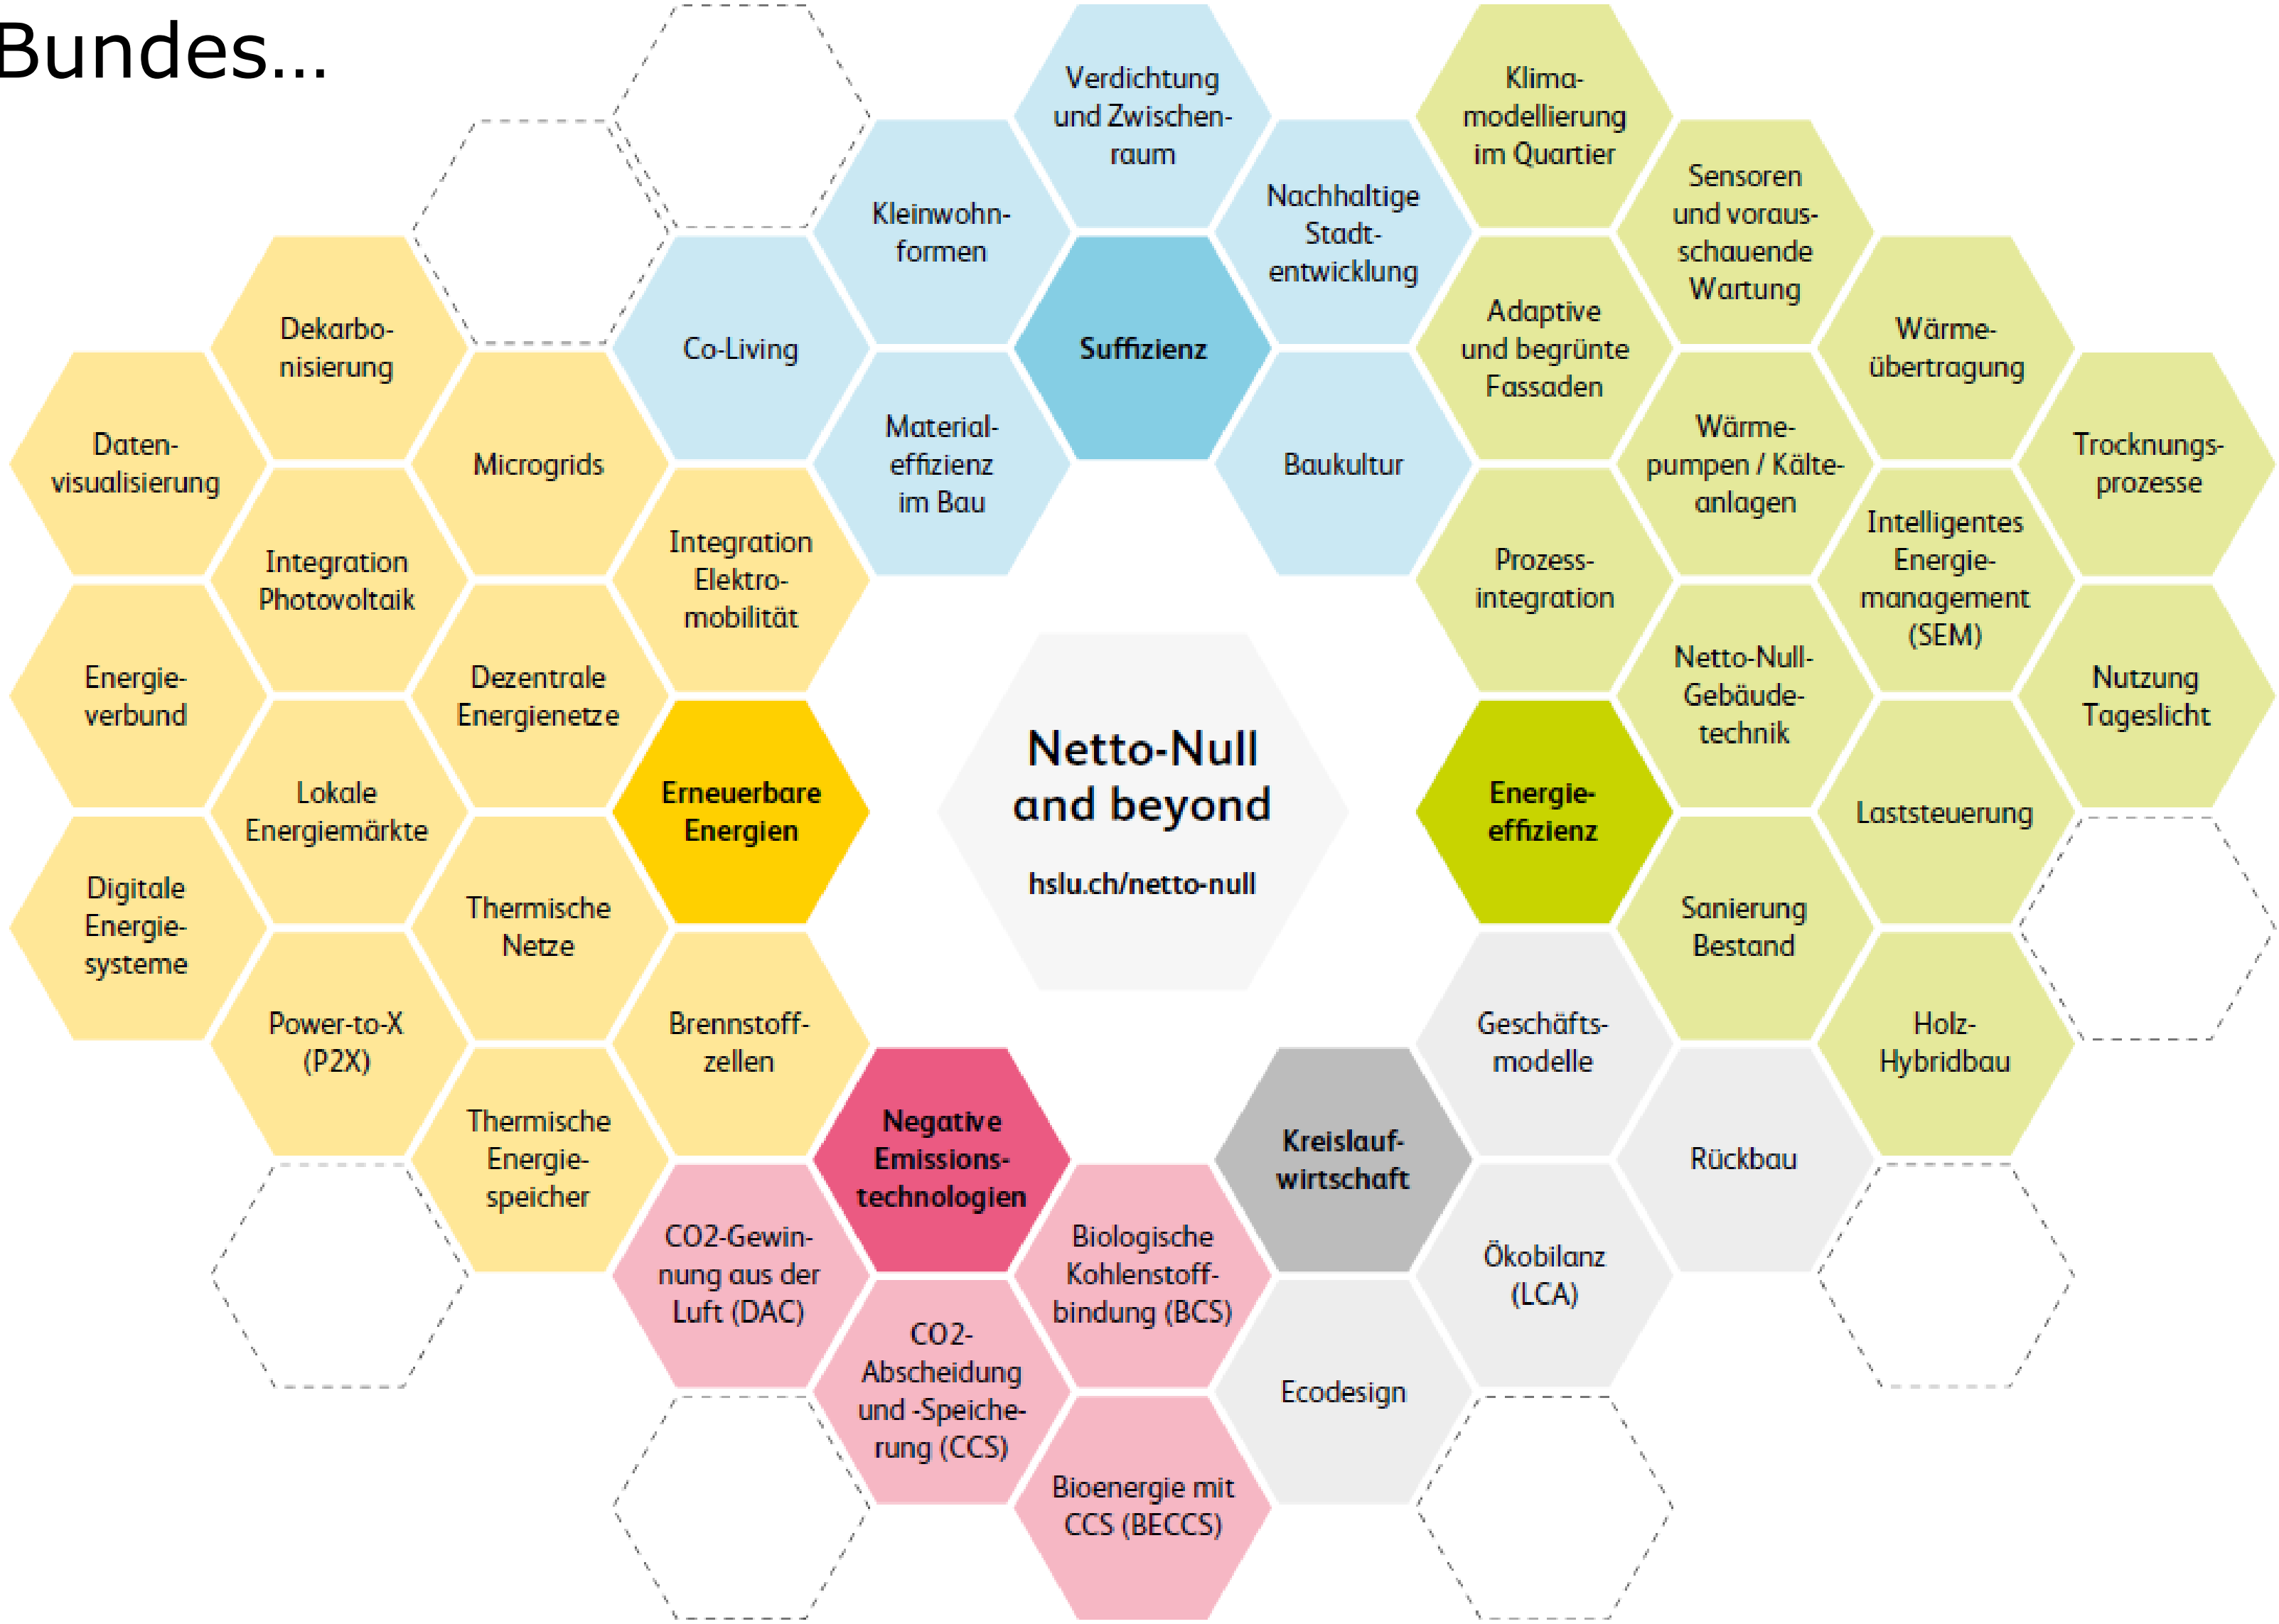 Bundes...
Verdichtung
und Zwischen-
raum
Kleinwohn-
formen
Nachhaltige
Stadt-
entwicklung
Co-Living
Suffizienz
Material-
effizienz
im Bau
Baukultur
Klima-
modellierung
im Quartier
Sensoren
und voraus-
schauende
Wartung
Adaptive
und begrünte
Fassaden
Wärme-
übertragung
Wärme-
pumpen / Kälte-
anlagen
Trocknungs-
prozesse
Prozess-
integration
Intelligentes
Energie-
management
(SEM)
Netto-Null-
Gebäude-
technik
Nutzung
Tageslicht
Energie-
effizienz
Laststeuerung
Sanierung
Bestand
Holz-
Hybridbau
Dekarbo-
nisierung
Daten-
visualisierung
Microgrids
Integration
Photovoltaik
Integration
Elektro-
mobilität
Energie-
verbund
Dezentrale
Energienetze
Lokale
Energiemärkte
Erneuerbare
Energien
Digitale
Energie-
systeme
Thermische
Netze
Power-to-X
(P2X)
Brennstoff-
zellen
Thermische
Energie-
speicher
Netto-Null
and beyond
hslu.ch/netto-null
Negative
Emissions-
technologien
CO2-Gewin-
nung aus der
Luft (DAC)
Biologische
Kohlenstoff-
bindung (BCS)
CO2-
Abscheidung
und -Speiche-
rung (CCS)
Bioenergie mit
CCS (BECCS)
Geschäfts-
modelle
Kreislauf-
wirtschaft
Rückbau
Ökobilanz
(LCA)
Ecodesign